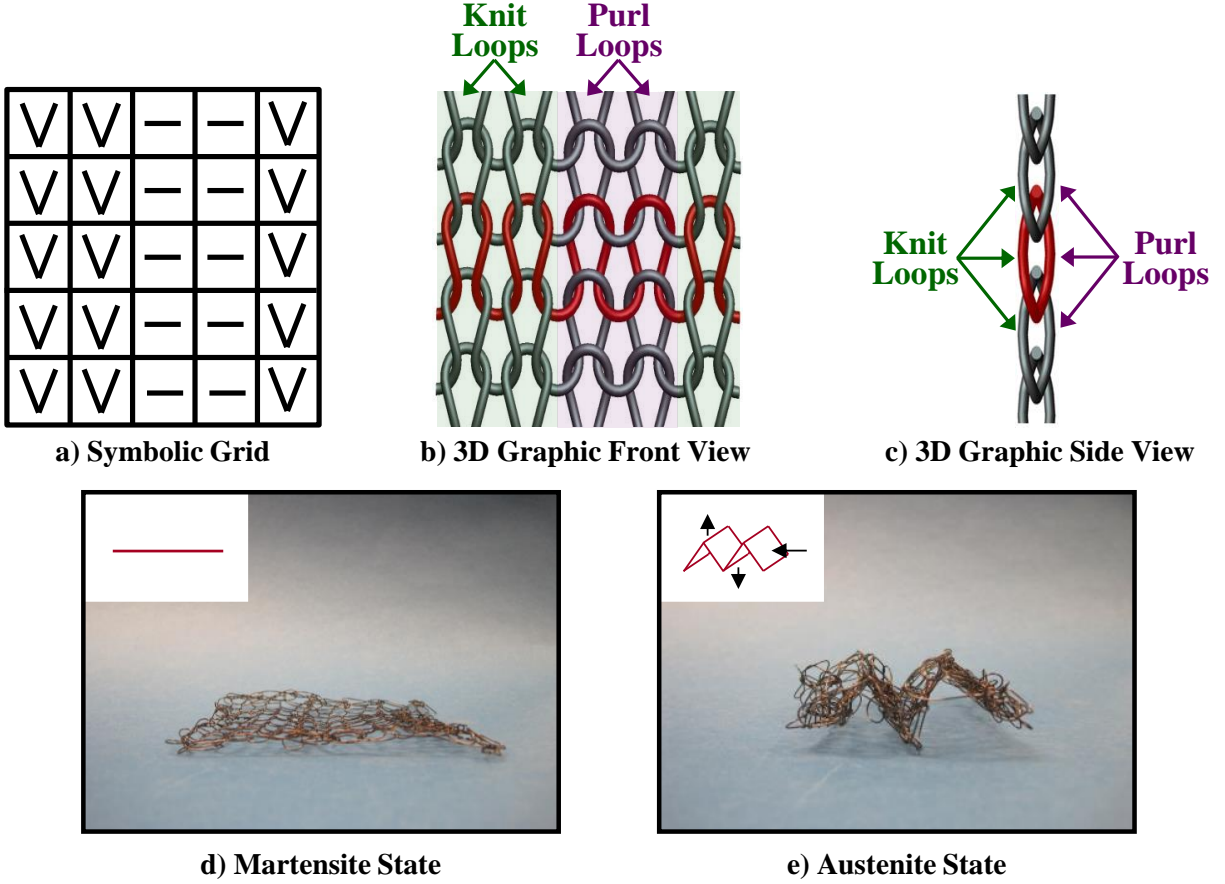 Knit
Loops
Purl
Loops
Knit
Loops
Purl
Loops
a) Symbolic Grid
b) 3D Graphic Front View
c) 3D Graphic Side View
d) Martensite State
e) Austenite State